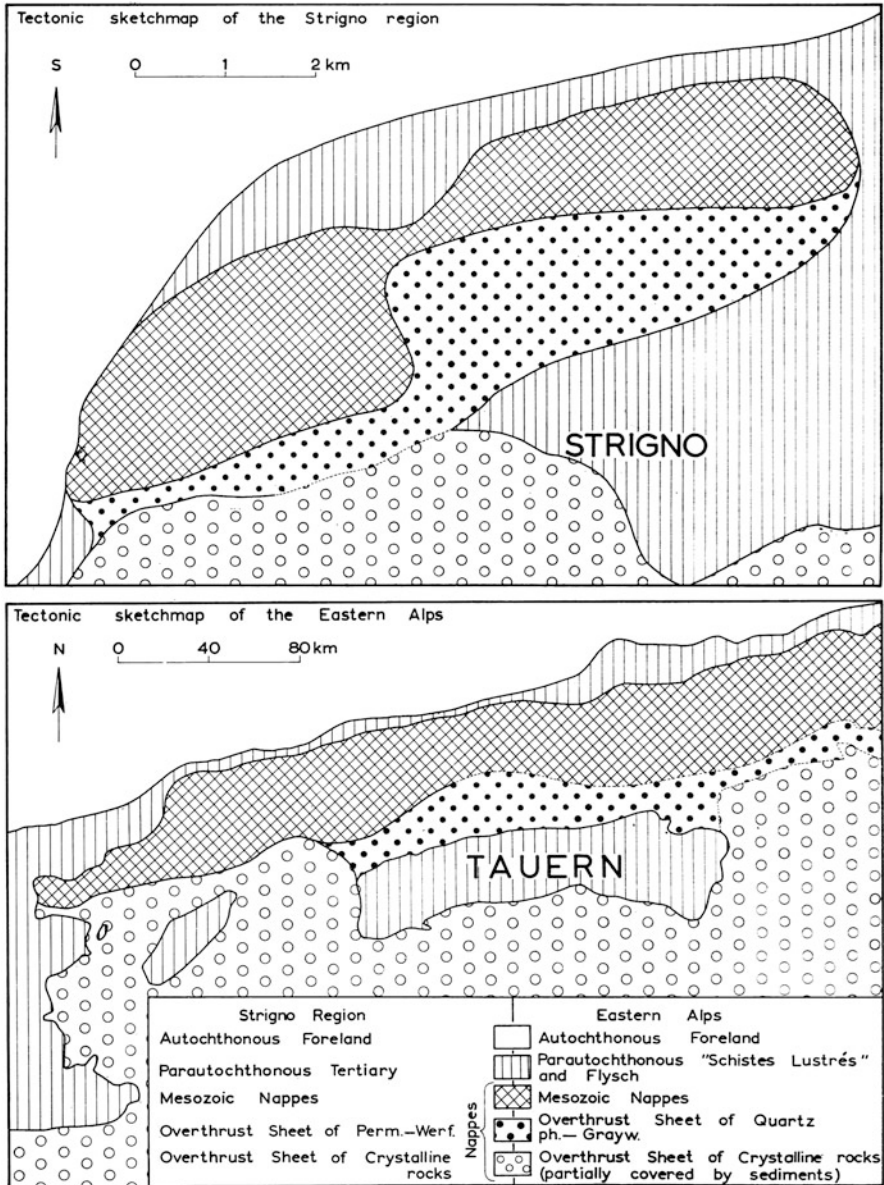 Tectonic sketchmap of the Strigno region
S 0 1 2 km
STRIGNO
Tectonic sketchmap of the Eastern Alps
N 0 40 80 km
TAUERN
Strigno Region
Autochthonous Foreland
Parautochthonous Tertiary
Mesozoic Nappes
Overthrust Sheet of Perm.-Werf.
Overthrust Sheet of Crystalline
rocks
Nappes
Eastern Alps
Autochthonous Foreland
Parautochthonous "Schistes Lustrés"
and Flysch
Mesozoic Nappes
Overthrust Sheet of Quartz
ph.- Grayw.
Overthrust Sheet of Crystalline rocks
(partially covered by sediments)